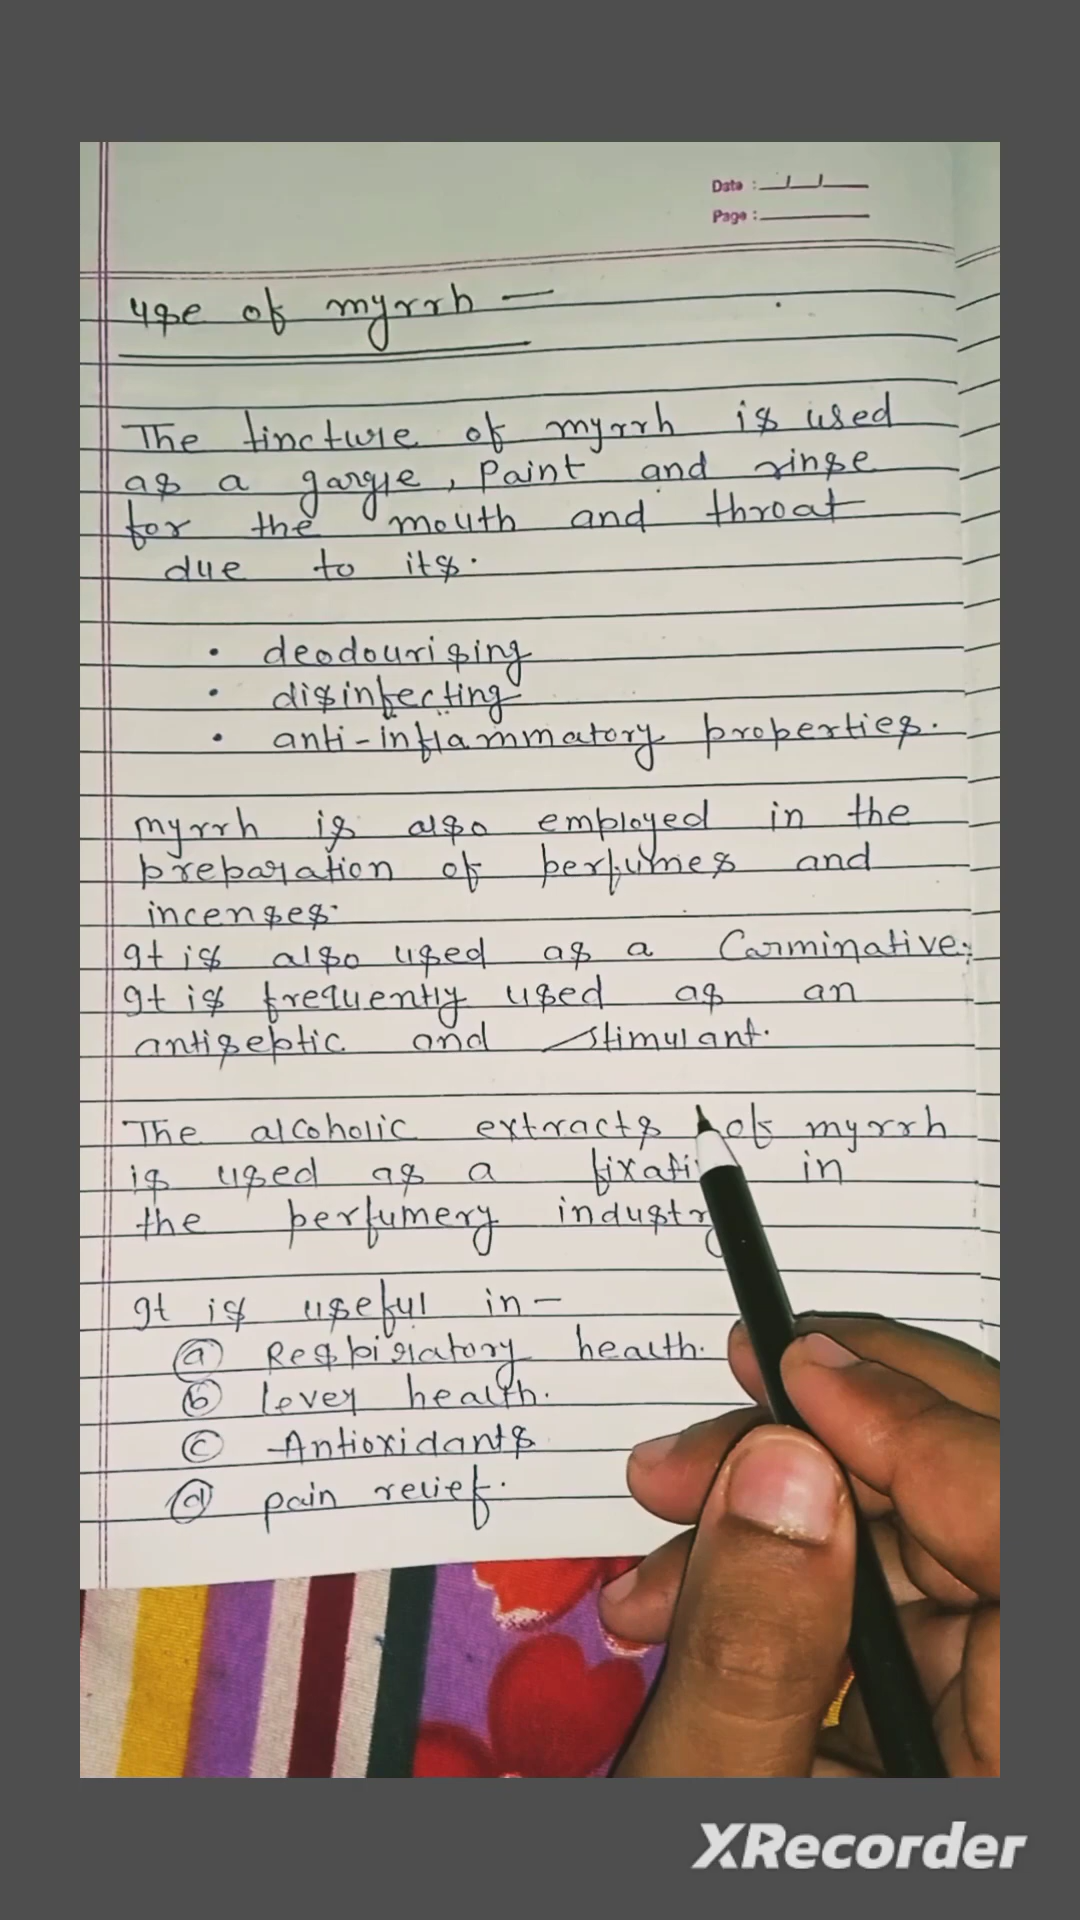 Date :
Page :
Use of myrrh —
The tincture of myrrh is used
as a gargle, Paint and rinse
for the mouth and throat
due to its.
• deodourising
• disinfecting
• anti-inflammatory properties.
myrrh is also employed in the
preparation of perfumes and
incenses.
It is also used as a Carminative.
It is frequently used as an
antiseptic and stimulant.
The alcoholic extracts of myrrh
is used as a in
the perfumery industry
It is useful in —
(a) Respiratory health.
(b) lever health.
(c) Antioxidants
(d) pain relief.
XRecorder